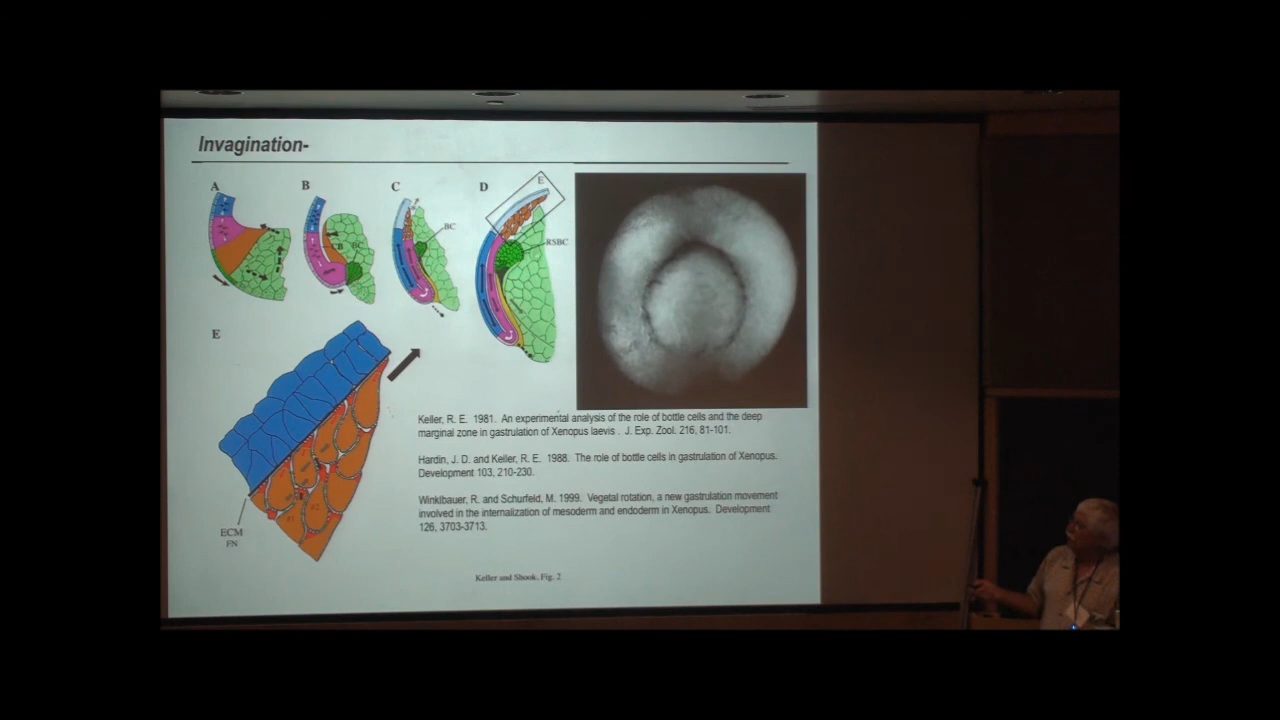 Invagination-
A
B
C
D
E
BC
B
BC
RSBC
E
Keller, R. E. 1981. An experimental analysis of the role of bottle cells and the deep
marginal zone in gastrulation of Xenopus laevis . J. Exp. Zool. 216, 81-101.
Hardin, J. D. and Keller, R. E. 1988. The role of bottle cells in gastrulation of Xenopus.
Development 103, 210-230.
Winklbauer, R. and Schurfeld, M. 1999. Vegetal rotation, a new gastrulation movement
involved in the internalization of mesoderm and endoderm in Xenopus. Development
126, 3703-3713.
ECM
FN
Keller and Shook, Fig. 2